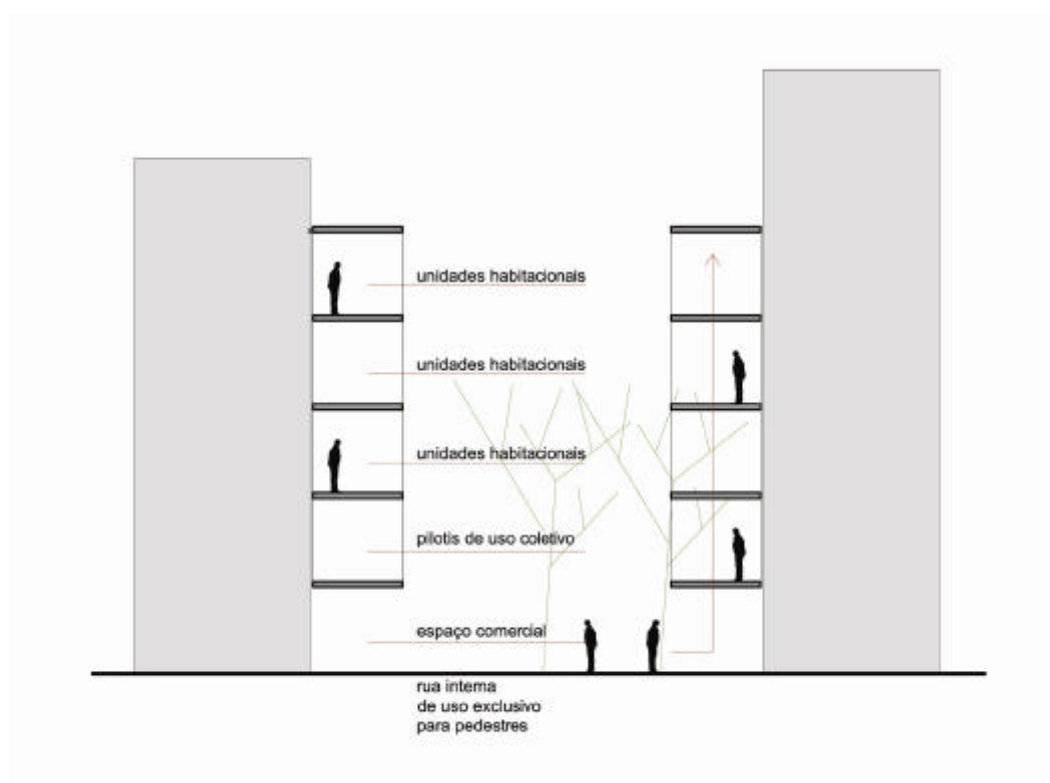 unidades habitacionais
unidades habitacionais
unidades habitacionais
pilotis de uso coletivo
espaço comercial
rua interna
de uso exclusivo
para pedestres